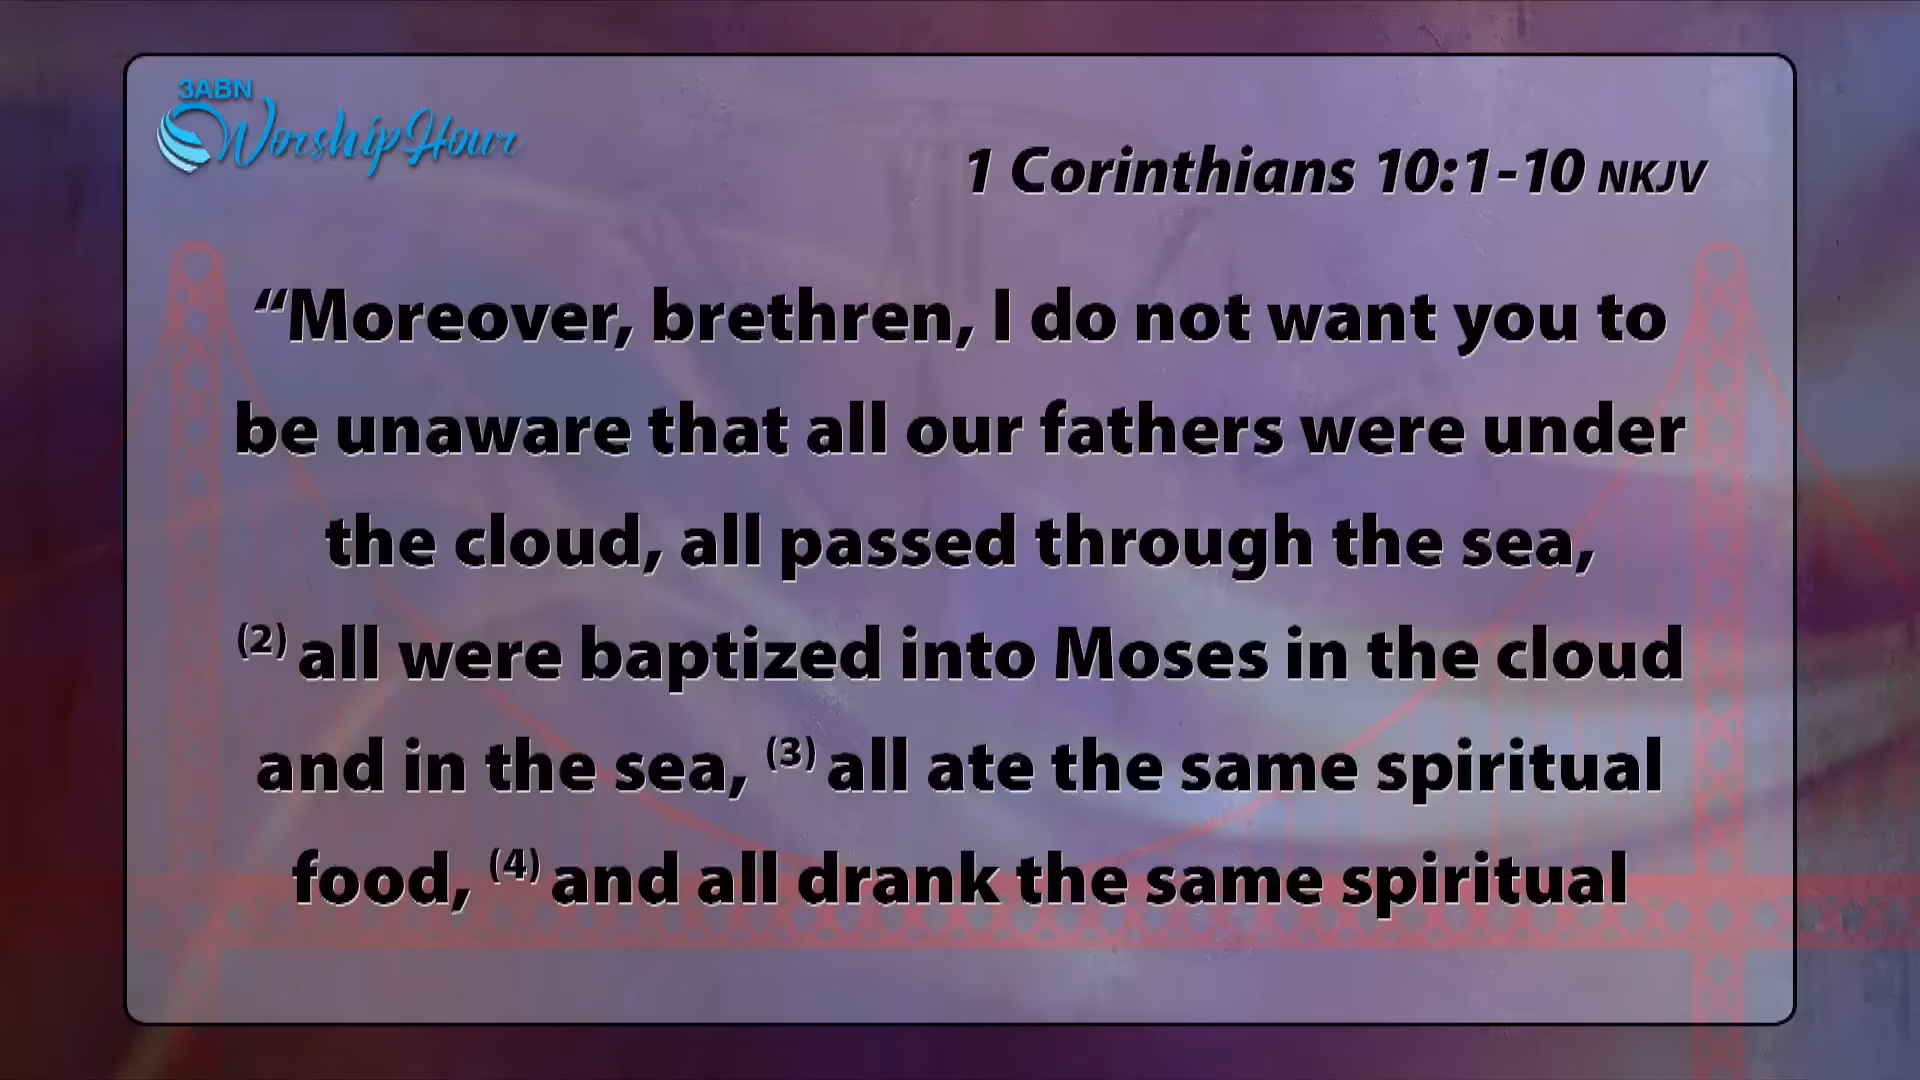 3ABN
Worship Hour
1 Corinthians 10:1-10 NKJV
“Moreover, brethren, I do not want you to
be unaware that all our fathers were under
the cloud, all passed through the sea,
(2) all were baptized into Moses in the cloud
and in the sea, (3) all ate the same spiritual
food, (4) and all drank the same spiritual